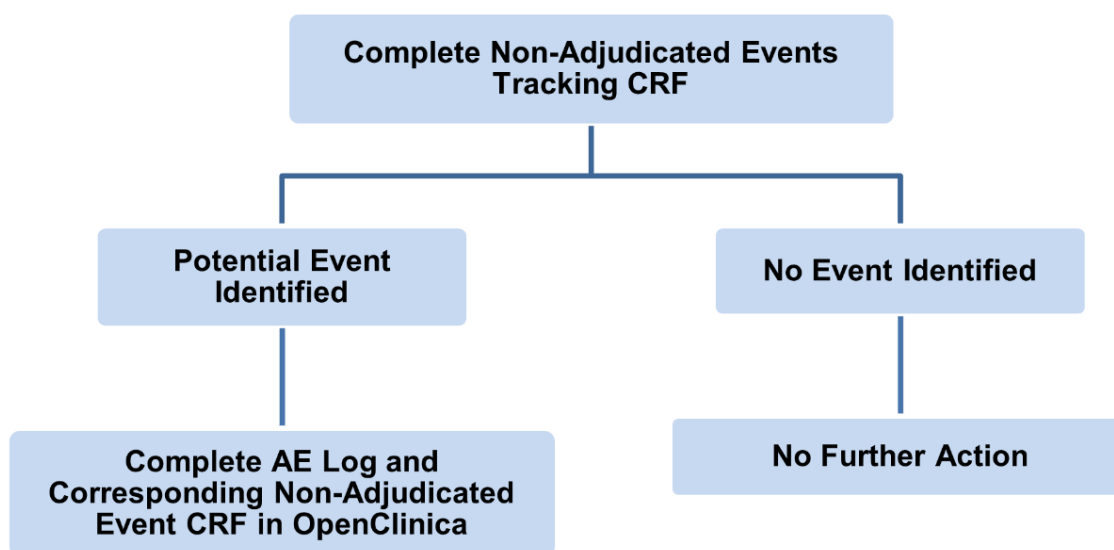 Complete Non-Adjudicated Events
Tracking CRF
Potential Event
Identified
No Event Identified
Complete AE Log and
Corresponding Non-Adjudicated
Event CRF in OpenClinica
No Further Action